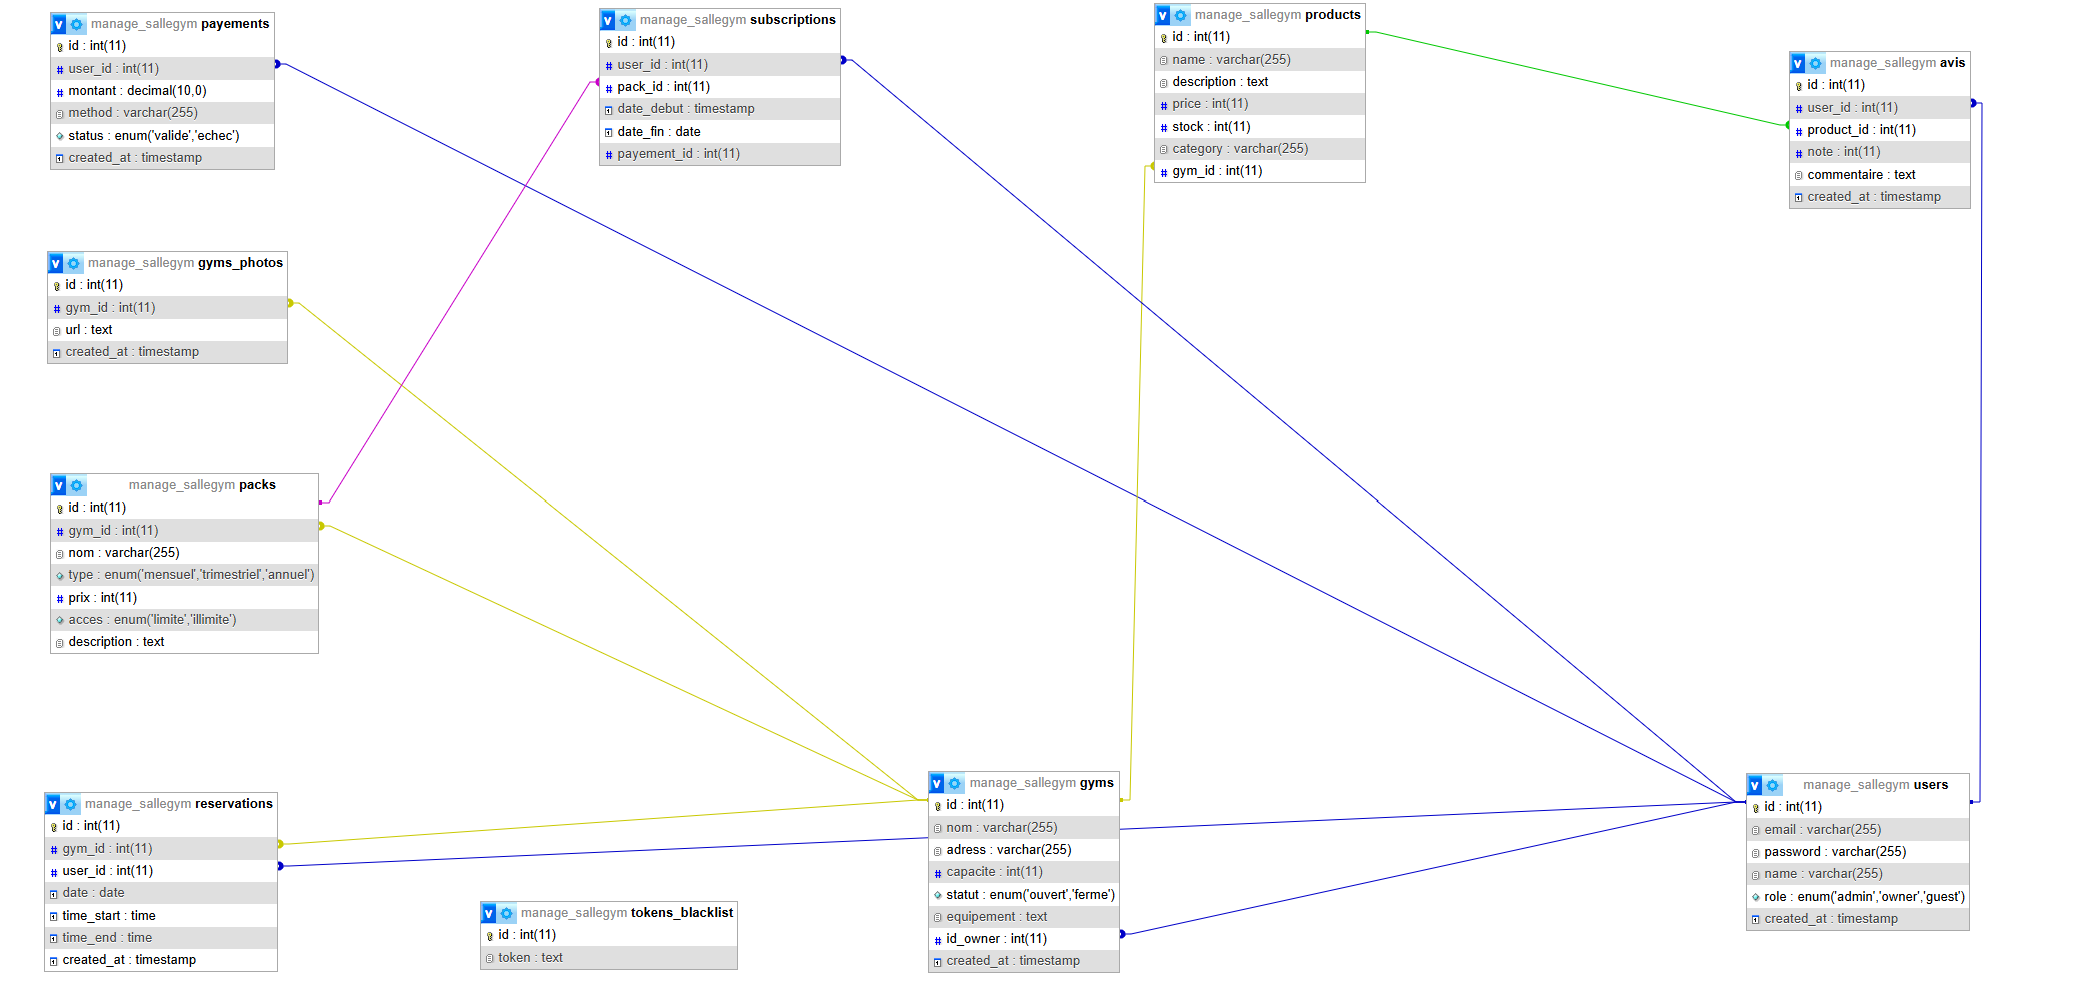 manage_sallegym payements
id : int(11)
user_id : int(11)
montant : decimal(10,0)
method : varchar(255)
status : enum('valide','echec')
created_at : timestamp
manage_sallegym subscriptions
id : int(11)
user_id : int(11)
pack_id : int(11)
date_debut : timestamp
date_fin : date
payement_id : int(11)
manage_sallegym products
id : int(11)
name : varchar(255)
description : text
price : int(11)
stock : int(11)
category : varchar(255)
gym_id : int(11)
manage_sallegym avis
id : int(11)
user_id : int(11)
product_id : int(11)
note : int(11)
commentaire : text
created_at : timestamp
manage_sallegym gyms_photos
id : int(11)
gym_id : int(11)
url : text
created_at : timestamp
manage_sallegym packs
id : int(11)
gym_id : int(11)
nom : varchar(255)
type : enum('mensuel','trimestriel','annuel')
prix : int(11)
acces : enum('limite','illimite')
description : text
manage_sallegym reservations
id : int(11)
gym_id : int(11)
user_id : int(11)
date : date
time_start : time
time_end : time
created_at : timestamp
manage_sallegym tokens_blacklist
id : int(11)
token : text
manage_sallegym gyms
id : int(11)
nom : varchar(255)
adress : varchar(255)
capacite : int(11)
statut : enum('ouvert','ferme')
equipement : text
id_owner : int(11)
created_at : timestamp
manage_sallegym users
id : int(11)
email : varchar(255)
password : varchar(255)
name : varchar(255)
role : enum('admin','owner','guest')
created_at : timestamp